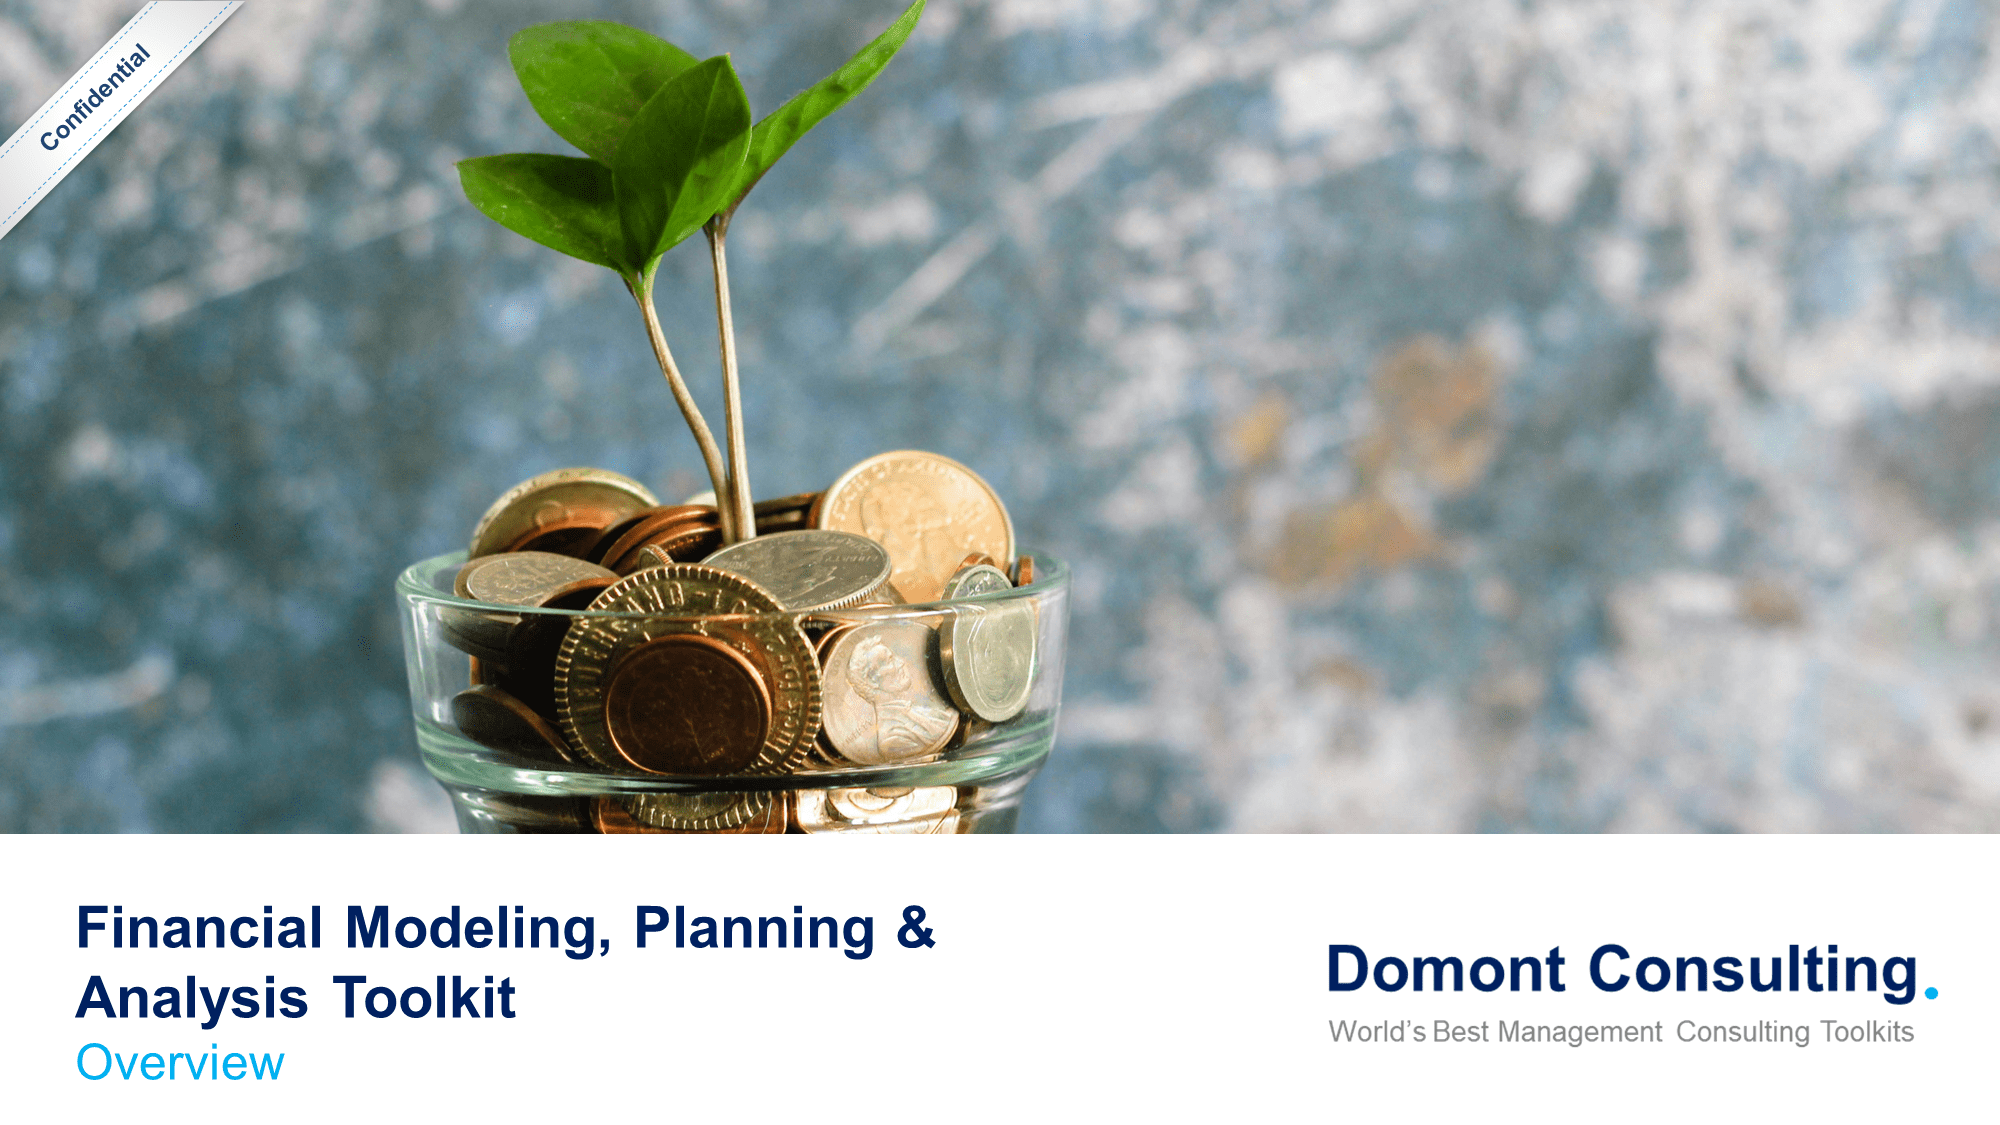 Confidential
Financial Modeling, Planning &
Analysis Toolkit
Overview
Domont Consulting.
World's Best Management Consulting Toolkits